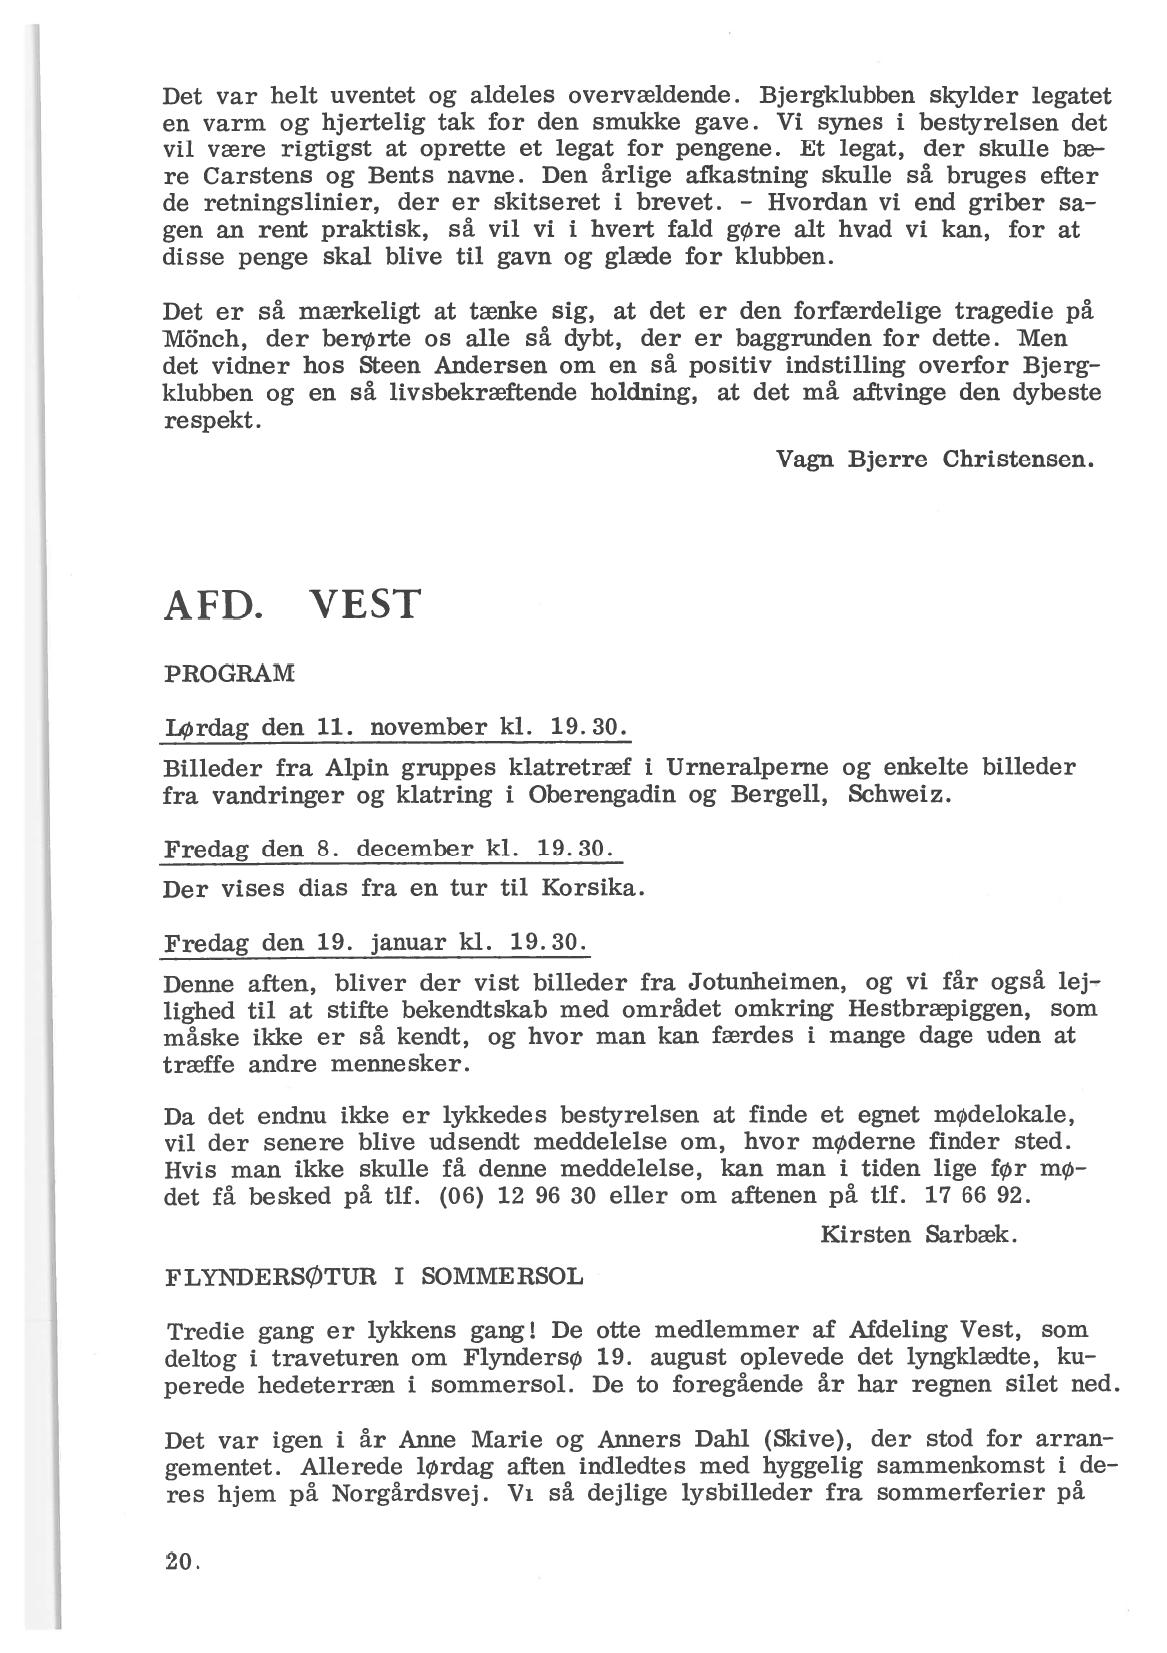 Det var helt uventet og aldeles overvældende. Bjergklubben skylder legatet
en varm og hjertelig tak for den smukke gave. Vi synes i bestyrelsen det
vil være rigtigst at oprette et legat for pengene. Et legat, der skulle bæ-
re Carstens og Bents navne. Den årlige afkastning skulle så bruges efter
de retningslinier, der er skitseret i brevet. - Hvordan vi end griber sa-
gen an rent praktisk, så vil vi i hvert fald gøre alt hvad vi kan, for at
disse penge skal blive til gavn og glæde for klubben.
Det er så mærkeligt at tænke sig, at det er den forfærdelige tragedie på
Mönch, der berørte os alle så dybt, der er baggrunden for dette. Men
det vidner hos Steen Andersen om en så positiv indstilling overfor Bjerg-
klubben og en så livsbekræftende holdning, at det må aftvinge den dybeste
respekt.
Vagn Bjerre Christensen.
AFD. VEST
PROGRAM
Lørdag den 11. november kl. 19.30.
Billeder fra Alpin gruppes klatretræf i Urneralperne og enkelte billeder
fra vandringer og klatring i Oberengadin og Bergell, Schweiz.
Fredag den 8. december kl. 19.30.
Der vises dias fra en tur til Korsika.
Fredag den 19. januar kl. 19.30.
Denne aften, bliver der vist billeder fra Jotunheimen, og vi får også lej-
lighed til at stifte bekendtskab med området omkring Hestbræpiggen, som
måske ikke er så kendt, og hvor man kan færdes i mange dage uden at
træffe andre mennesker.
Da det endnu ikke er lykkedes bestyrelsen at finde et egnet mødelokale,
vil der senere blive udsendt meddelelse om, hvor møderne finder sted.
Hvis man ikke skulle få denne meddelelse, kan man i tiden lige før mø-
det få besked på tlf. (06) 12 96 30 eller om aftenen på tlf. 17 66 92.
Kirsten Sarbæk.
FLYNDERSØTUR I SOMMERSOL
Tredie gang er lykkens gang! De otte medlemmer af Afdeling Vest, som
deltog i traveturen om Flyndersø 19. august oplevede det lyngklædte, ku-
perede hedeterræn i sommersol. De to foregående år har regnen silet ned.
Det var igen i år Anne Marie og Anners Dahl (Skive), der stod for arran-
gementet. Allerede lørdag aften indledtes med hyggelig sammenkomst i de-
res hjem på Norgårdsvej. Vi så dejlige lysbilleder fra sommerferier på
20.